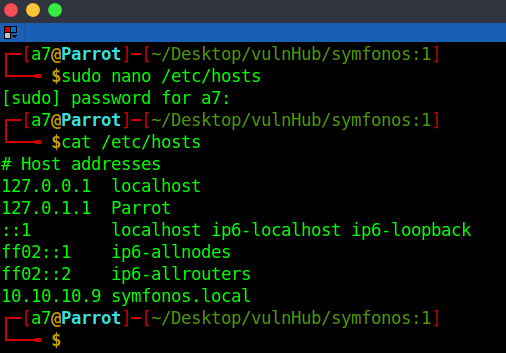 ┌─[a7@Parrot]─[~/Desktop/vulnHub/symfonos:1]
└──╼ $sudo nano /etc/hosts
[sudo] password for a7:
┌─[a7@Parrot]─[~/Desktop/vulnHub/symfonos:1]
└──╼ $cat /etc/hosts
# Host addresses
127.0.0.1  localhost
127.0.1.1  Parrot
::1        localhost ip6-localhost ip6-loopback
ff02::1    ip6-allnodes
ff02::2    ip6-allrouters
10.10.10.9 symfonos.local
┌─[a7@Parrot]─[~/Desktop/vulnHub/symfonos:1]
└──╼ $